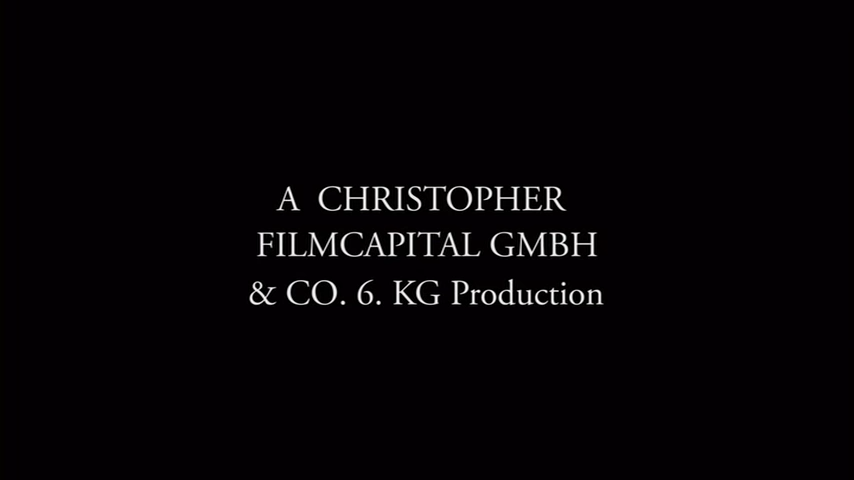 A CHRISTOPHER
FILMCAPITAL GMBH
& CO. 6. KG Production